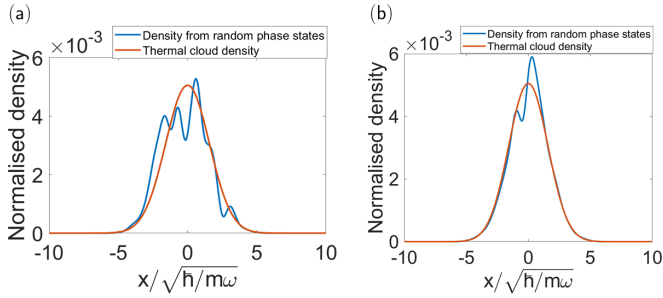 (a)
Density from random phase states
Thermal cloud density
×10⁻³
6
4
2
0
Normalised density
-10 -5 0 5 10
x/√ħ/mω
(b)
Density from random phase states
Thermal cloud density
×10⁻³
6
4
2
0
Normalised density
-10 -5 0 5 10
x/√ħ/mω